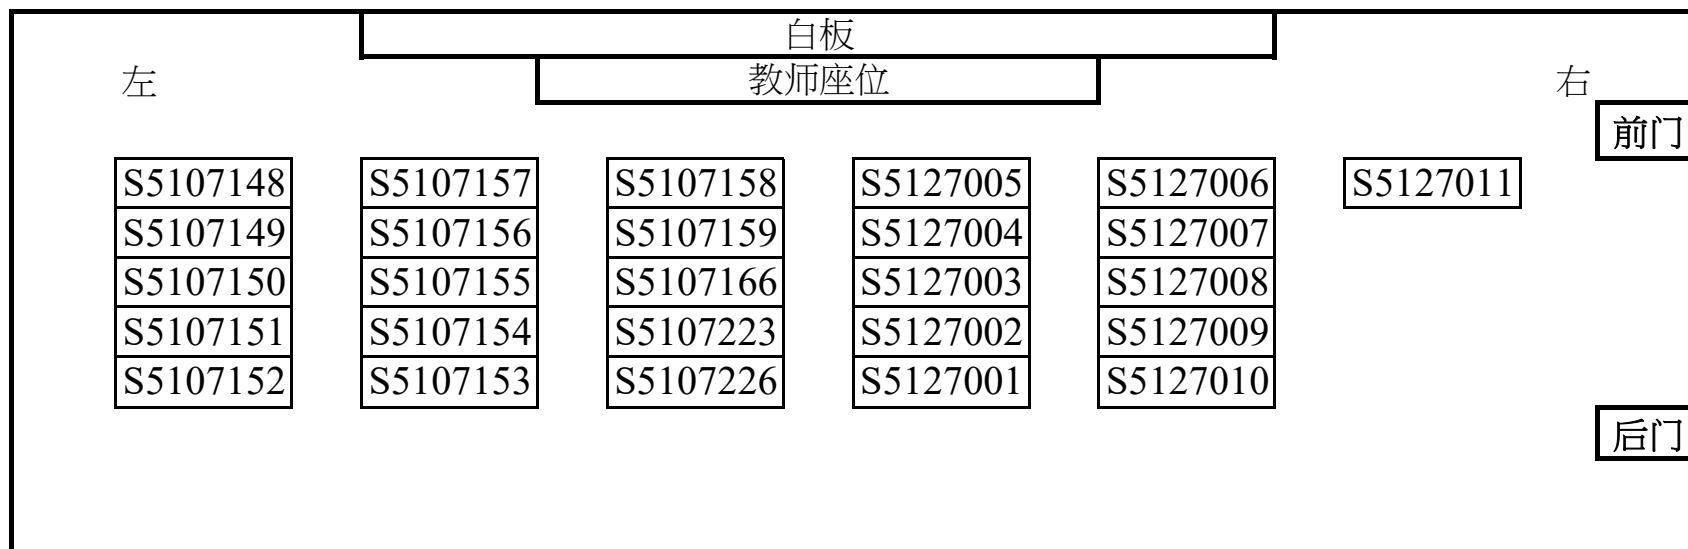 白板
左 教师座位 右
前门
S5107148 S5107157 S5107158 S5127005 S5127006 S5127011
S5107149 S5107156 S5107159 S5127004 S5127007
S5107150 S5107155 S5107166 S5127003 S5127008
S5107151 S5107154 S5107223 S5127002 S5127009
S5107152 S5107153 S5107226 S5127001 S5127010
后门